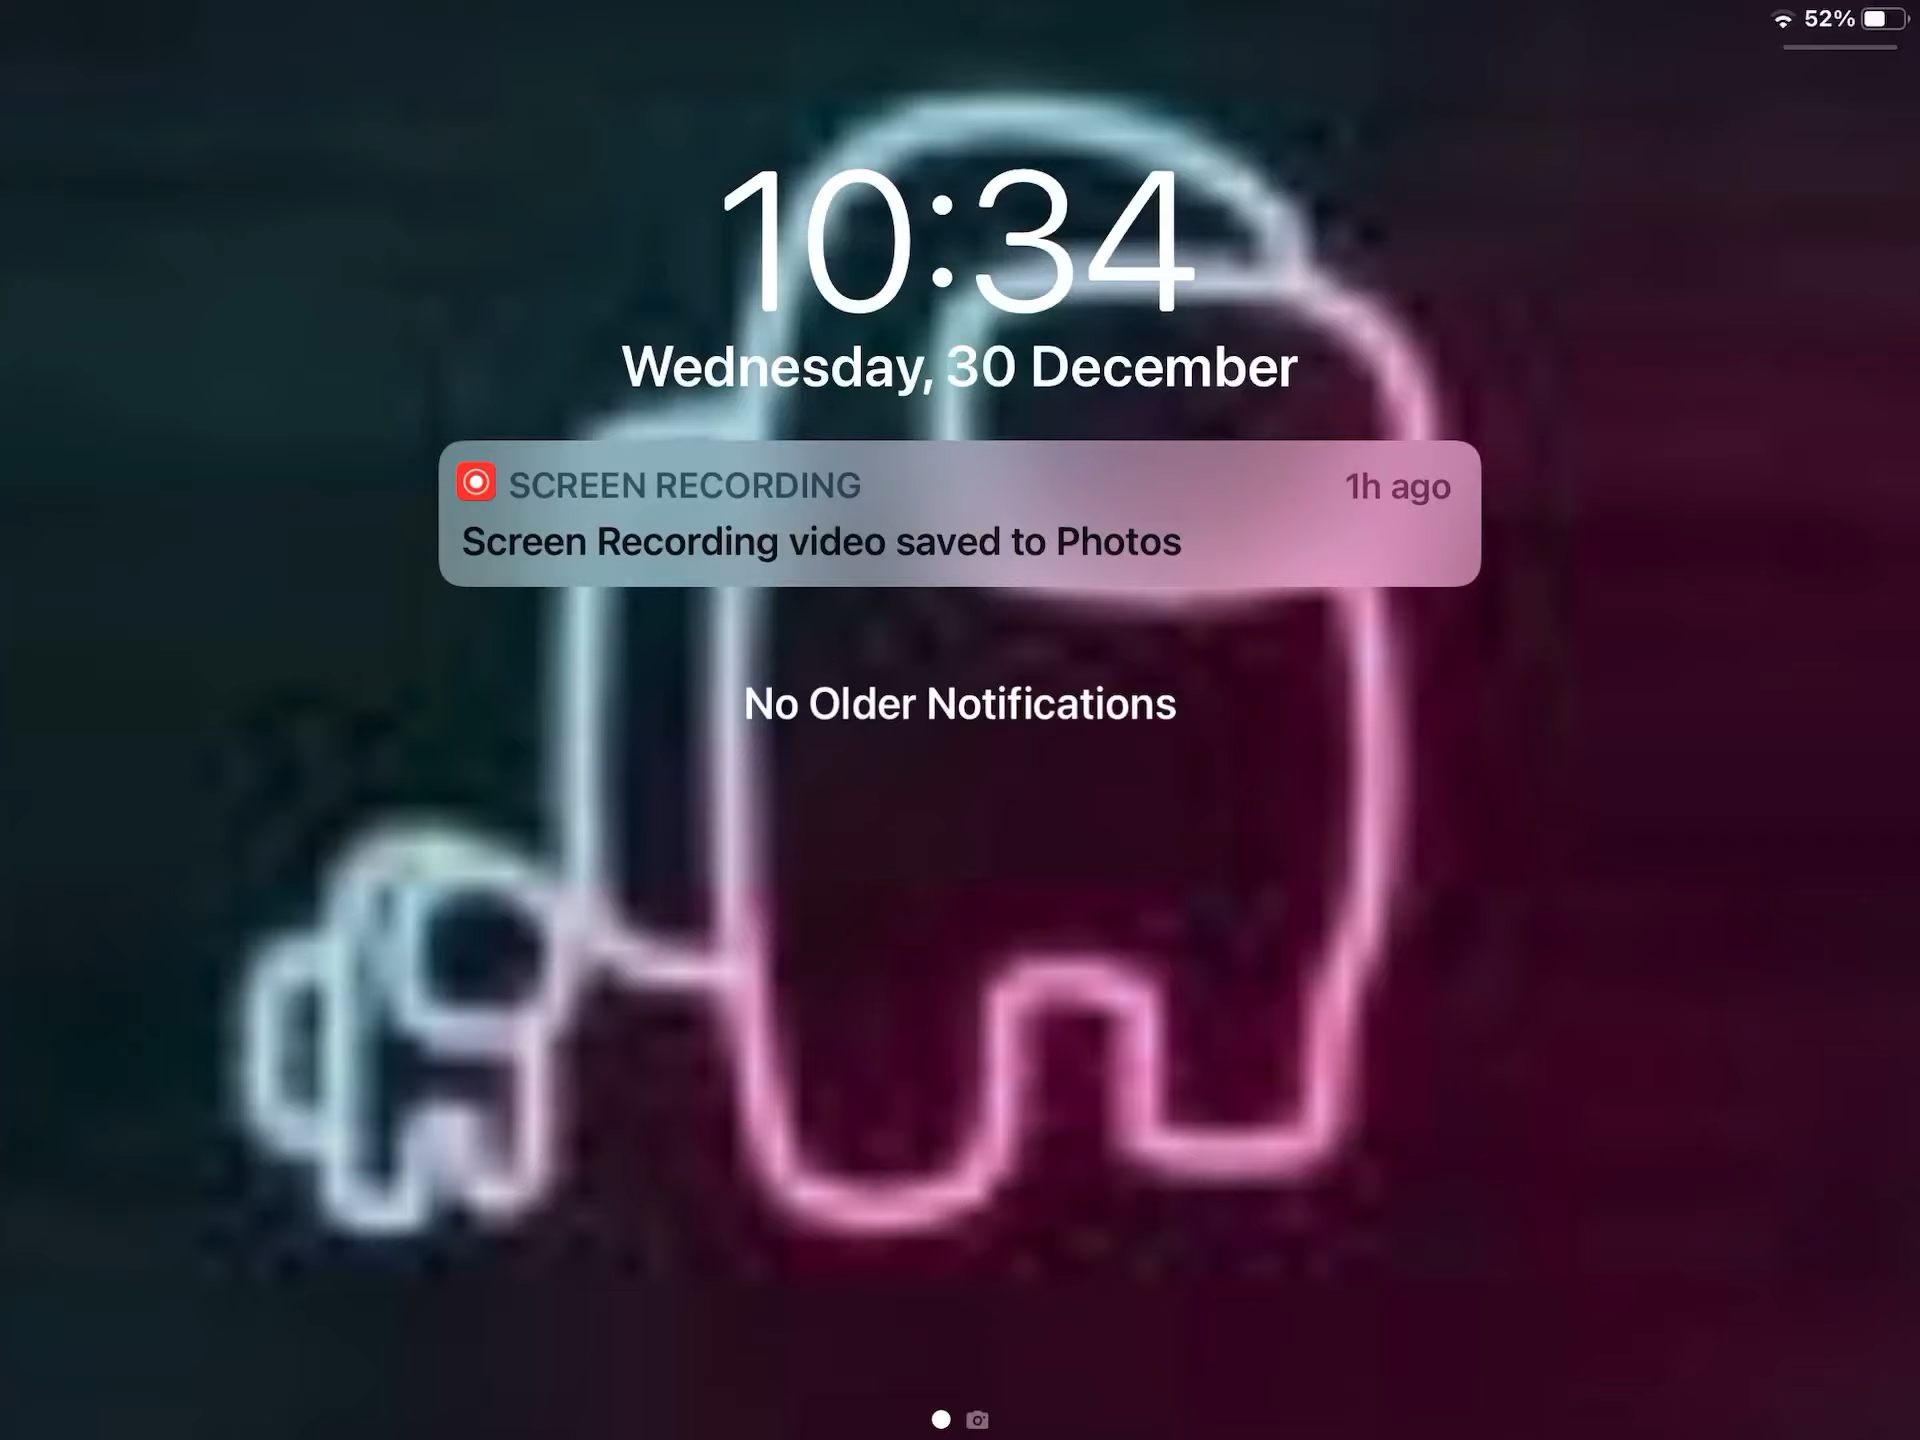 52%
10:34
Wednesday, 30 December
SCREEN RECORDING 1h ago
Screen Recording video saved to Photos
No Older Notifications